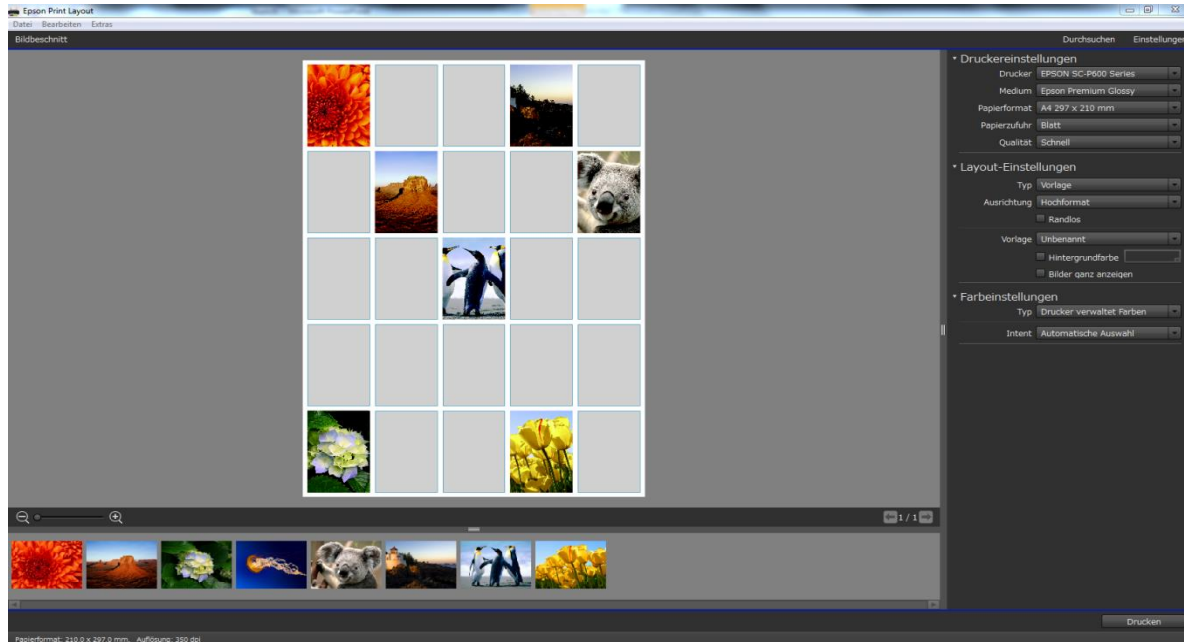 Epson Print Layout
Datei Bearbeiten Extras
Bildbeschnitt
Durchsuchen Einstellungen
Druckereinstellungen
Drucker EPSON SC-P600 Series
Medium Epson Premium Glossy
Papierformat A4 297 x 210 mm
Papierzufuhr Blatt
Qualität Schnell
Layout-Einstellungen
Typ Vorlage
Ausrichtung Hochformat
Randlos
Vorlage Unbenannt
Hintergrundfarbe
Bilder ganz anzeigen
Farbeinstellungen
Typ Drucker verwaltet Farben
Intent Automatische Auswahl
1 / 1
Drucken
Papierformat: 210.0 x 297.0 mm, Auflösung: 350 dpi